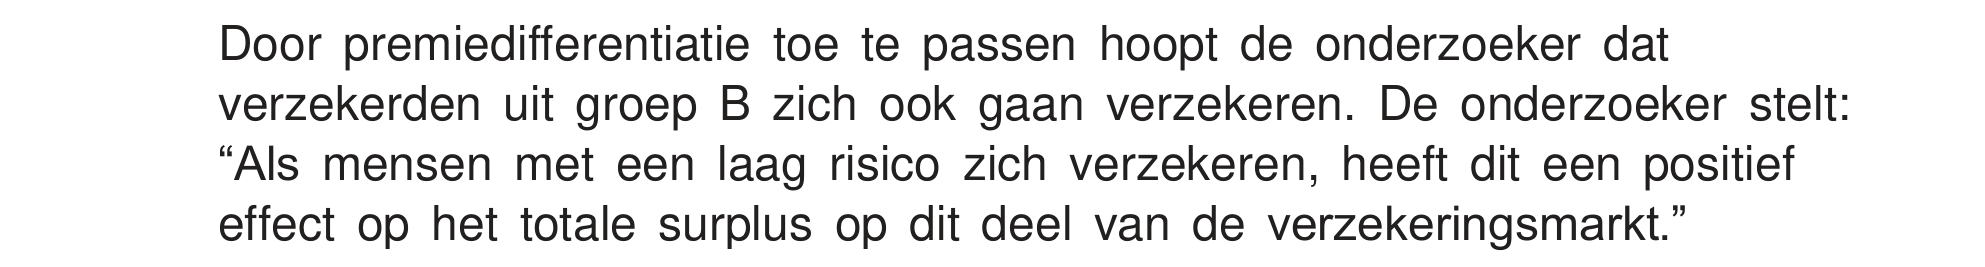 Door premiedifferentiatie toe te passen hoopt de onderzoeker dat
verzekerden uit groep B zich ook gaan verzekeren. De onderzoeker stelt:
“Als mensen met een laag risico zich verzekeren, heeft dit een positief
effect op het totale surplus op dit deel van de verzekeringsmarkt.”